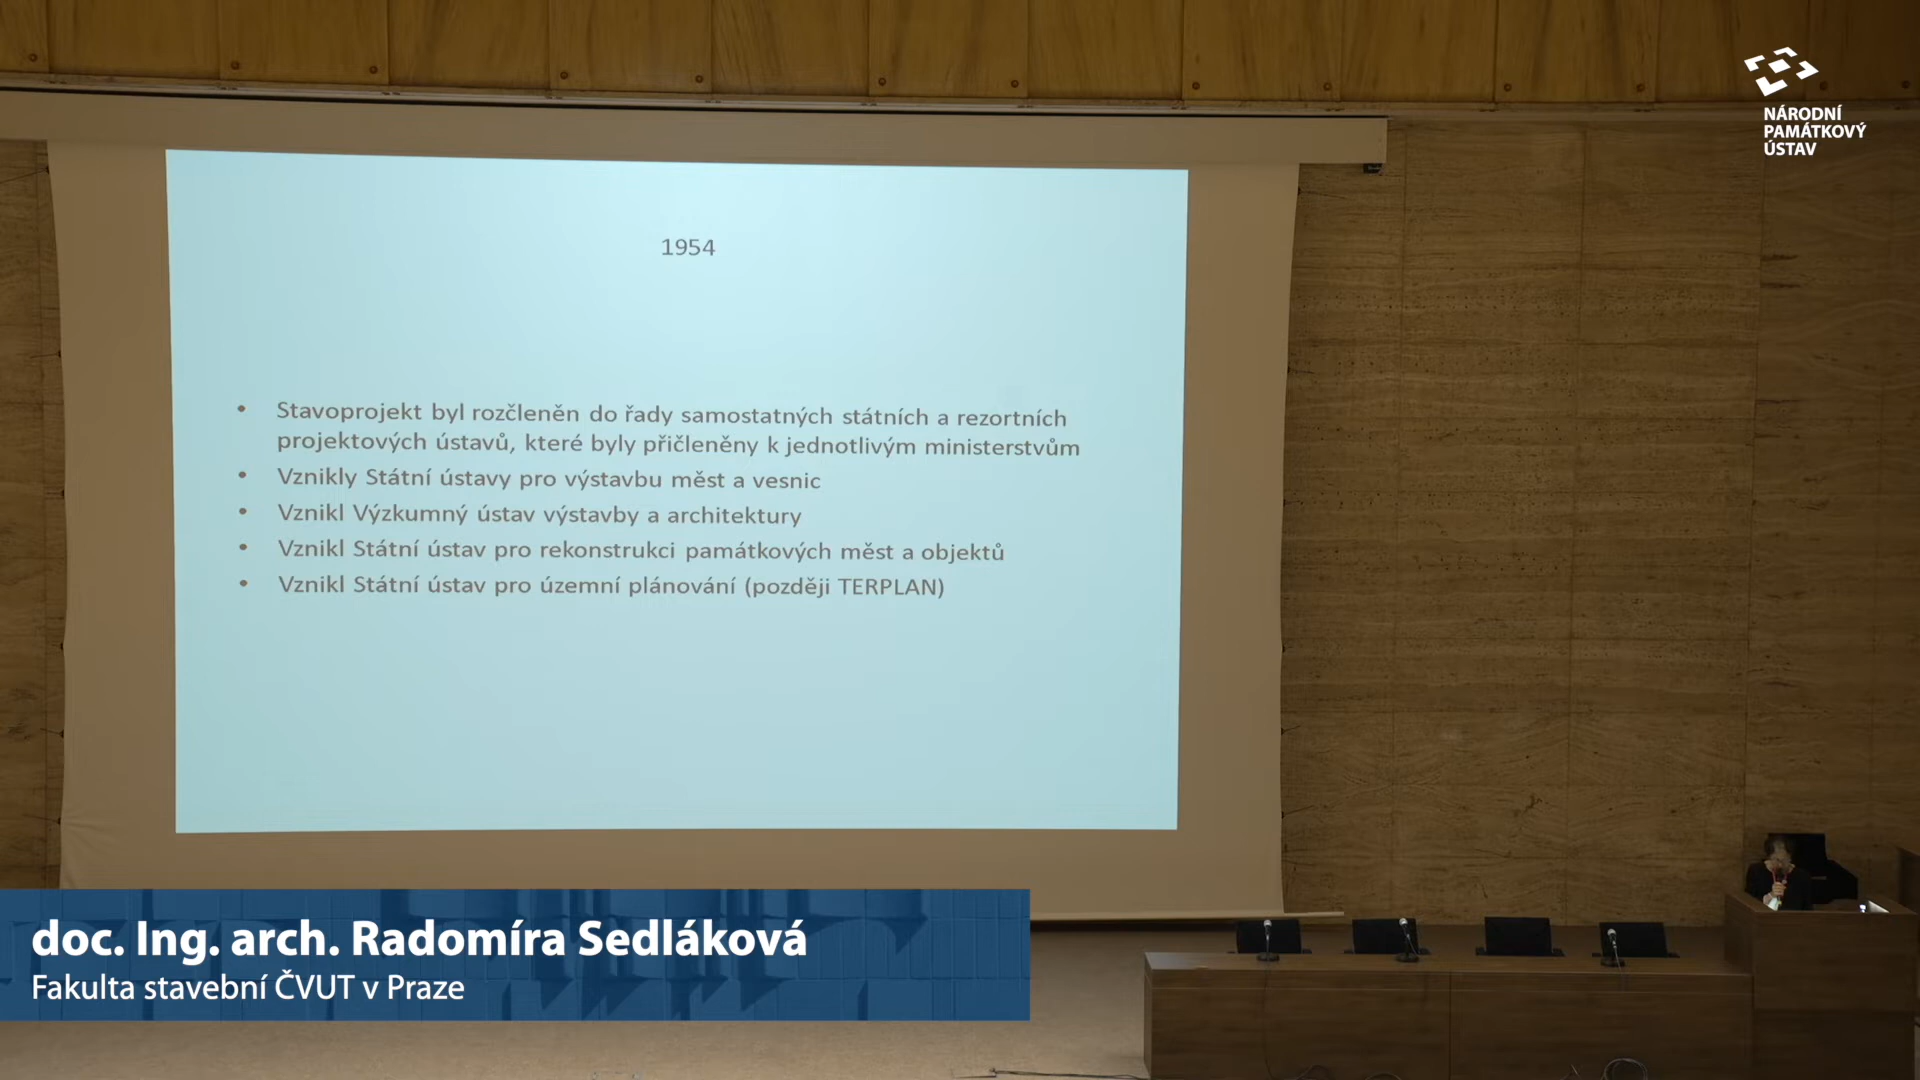 NÁRODNÍ
PAMÁTKOVÝ
ÚSTAV
1954
• Stavoprojekt byl rozčleněn do řady samostatných státních a rezortních
projektových ústavů, které byly přičleněny k jednotlivým ministerstvům
• Vznikly Státní ústavy pro výstavbu měst a vesnic
• Vznikl Výzkumný ústav výstavby a architektury
• Vznikl Státní ústav pro rekonstrukci památkových měst a objektů
• Vznikl Státní ústav pro územní plánování (později TERPLAN)
doc. Ing. arch. Radomíra Sedláková
Fakulta stavební ČVUT v Praze